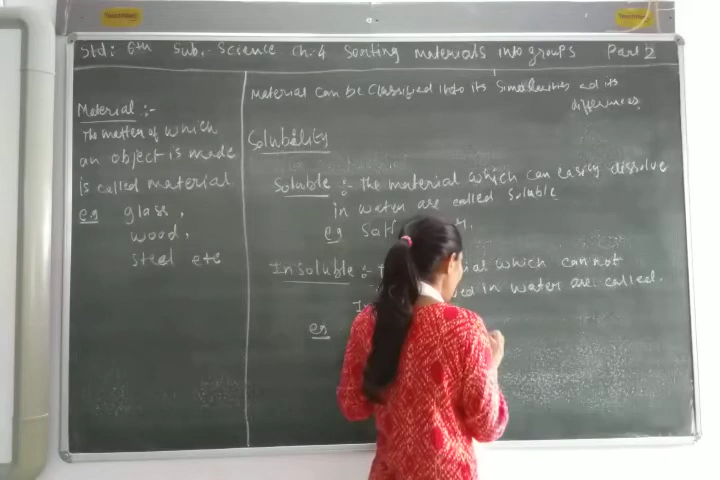 Std: 6th Sub. Science Ch-4 Sorting materials into groups Part 2
Material :-
The matter of which
an object is made
is called material
eg glass,
wood,
steel etc
Material can be Classified into its Similarities ad its
differences
Solubility
Soluble :- The material which can easily dissolve
in water are called Soluble
eg
Insoluble :- which cannot
in water are called.
eg